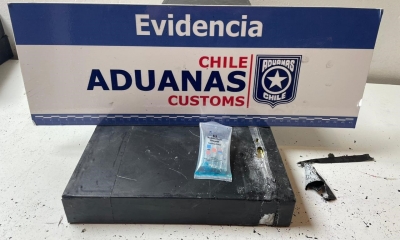 Evidencia
CHILE
ADUANAS
CUSTOMS
ADUANAS
CHILE